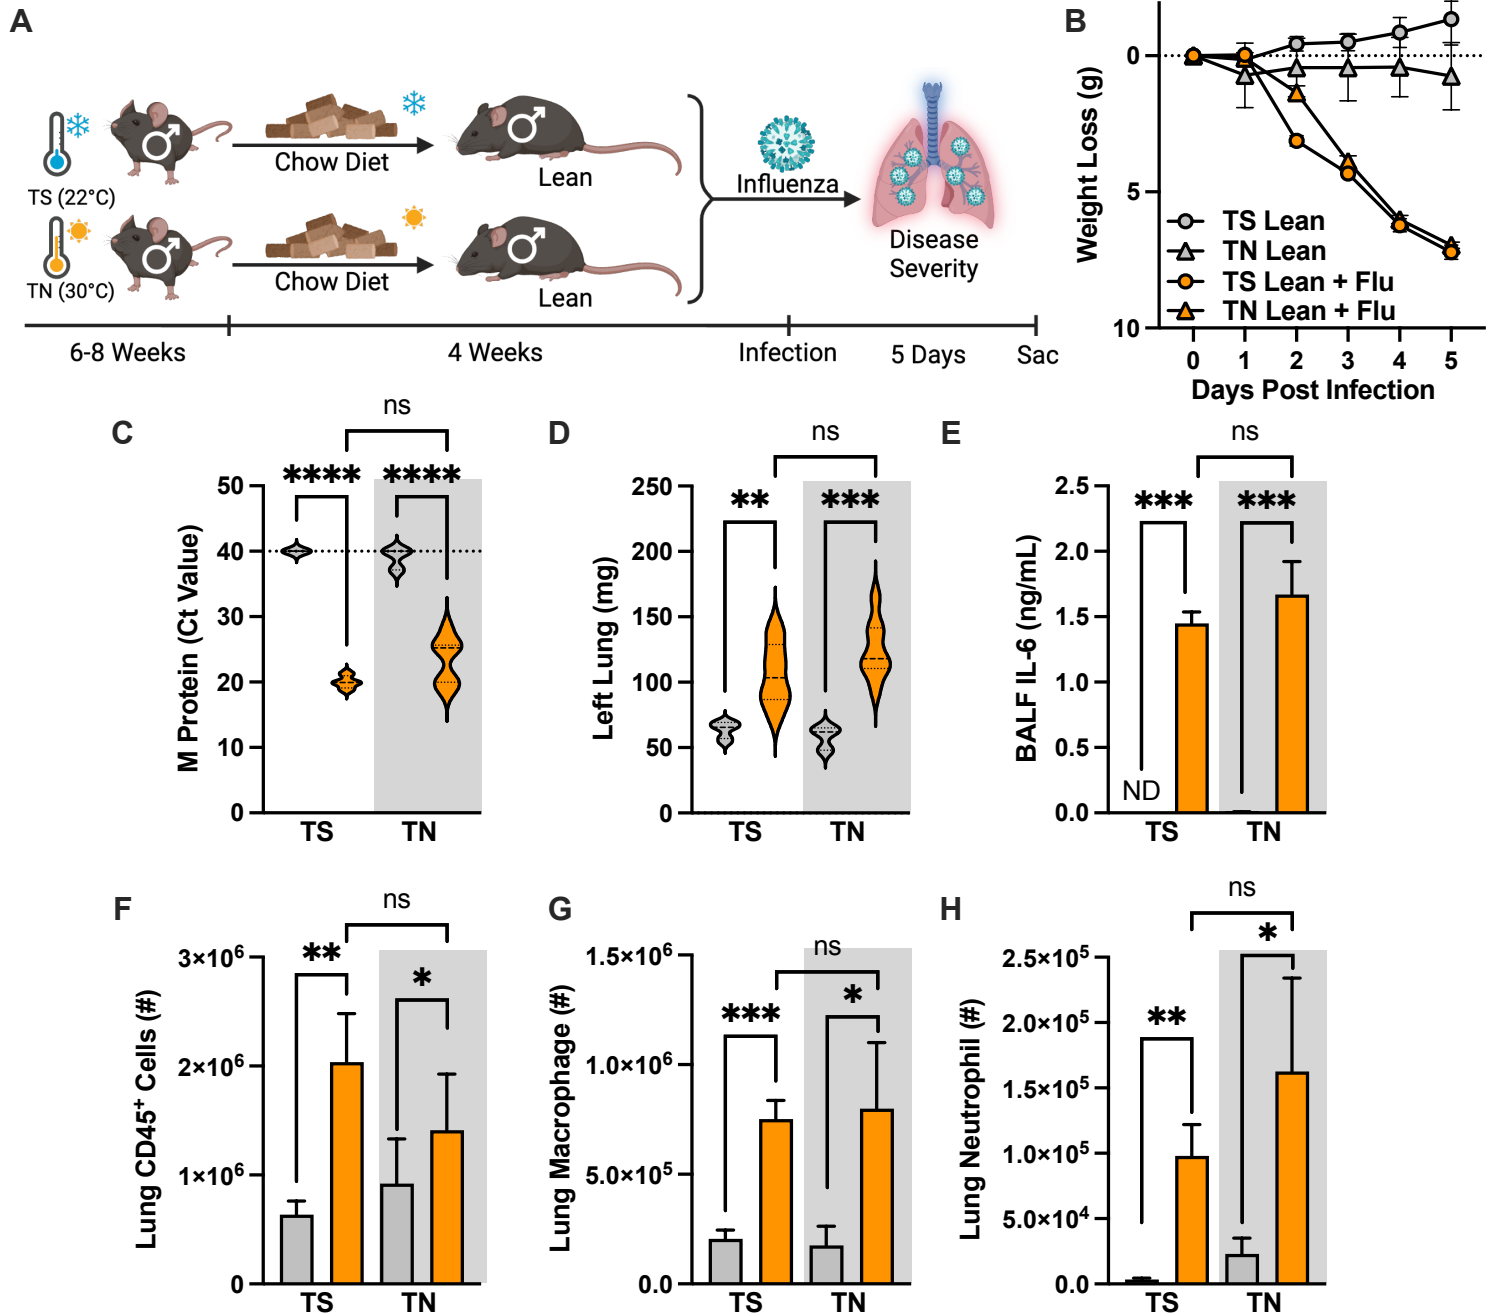 A
TS (22°C)
Chow Diet
Lean
TN (30°C)
Chow Diet
Lean
Influenza
Disease
Severity
6-8 Weeks
4 Weeks
Infection
5 Days
Sac
B
Weight Loss (g)
0
5
10
TS Lean
TN Lean
TS Lean + Flu
TN Lean + Flu
0 1 2 3 4 5
Days Post Infection
C
ns
**** ****
M Protein (Ct Value)
50
40
30
20
10
0
TS TN
D
ns
** ***
Left Lung (mg)
250
200
150
100
50
0
TS TN
E
ns
*** ***
BALF IL-6 (ng/mL)
2.5
2.0
1.5
1.0
0.5
0.0
ND
TS TN
F
ns
** *
Lung CD45⁺ Cells (#)
3×10⁶
2×10⁶
1×10⁶
0
TS TN
G
ns
*** *
Lung Macrophage (#)
1.5×10⁶
1.0×10⁶
5.0×10⁵
0.0
TS TN
H
ns
** *
Lung Neutrophil (#)
2.5×10⁵
2.0×10⁵
1.5×10⁵
1.0×10⁵
5.0×10⁴
0.0
TS TN